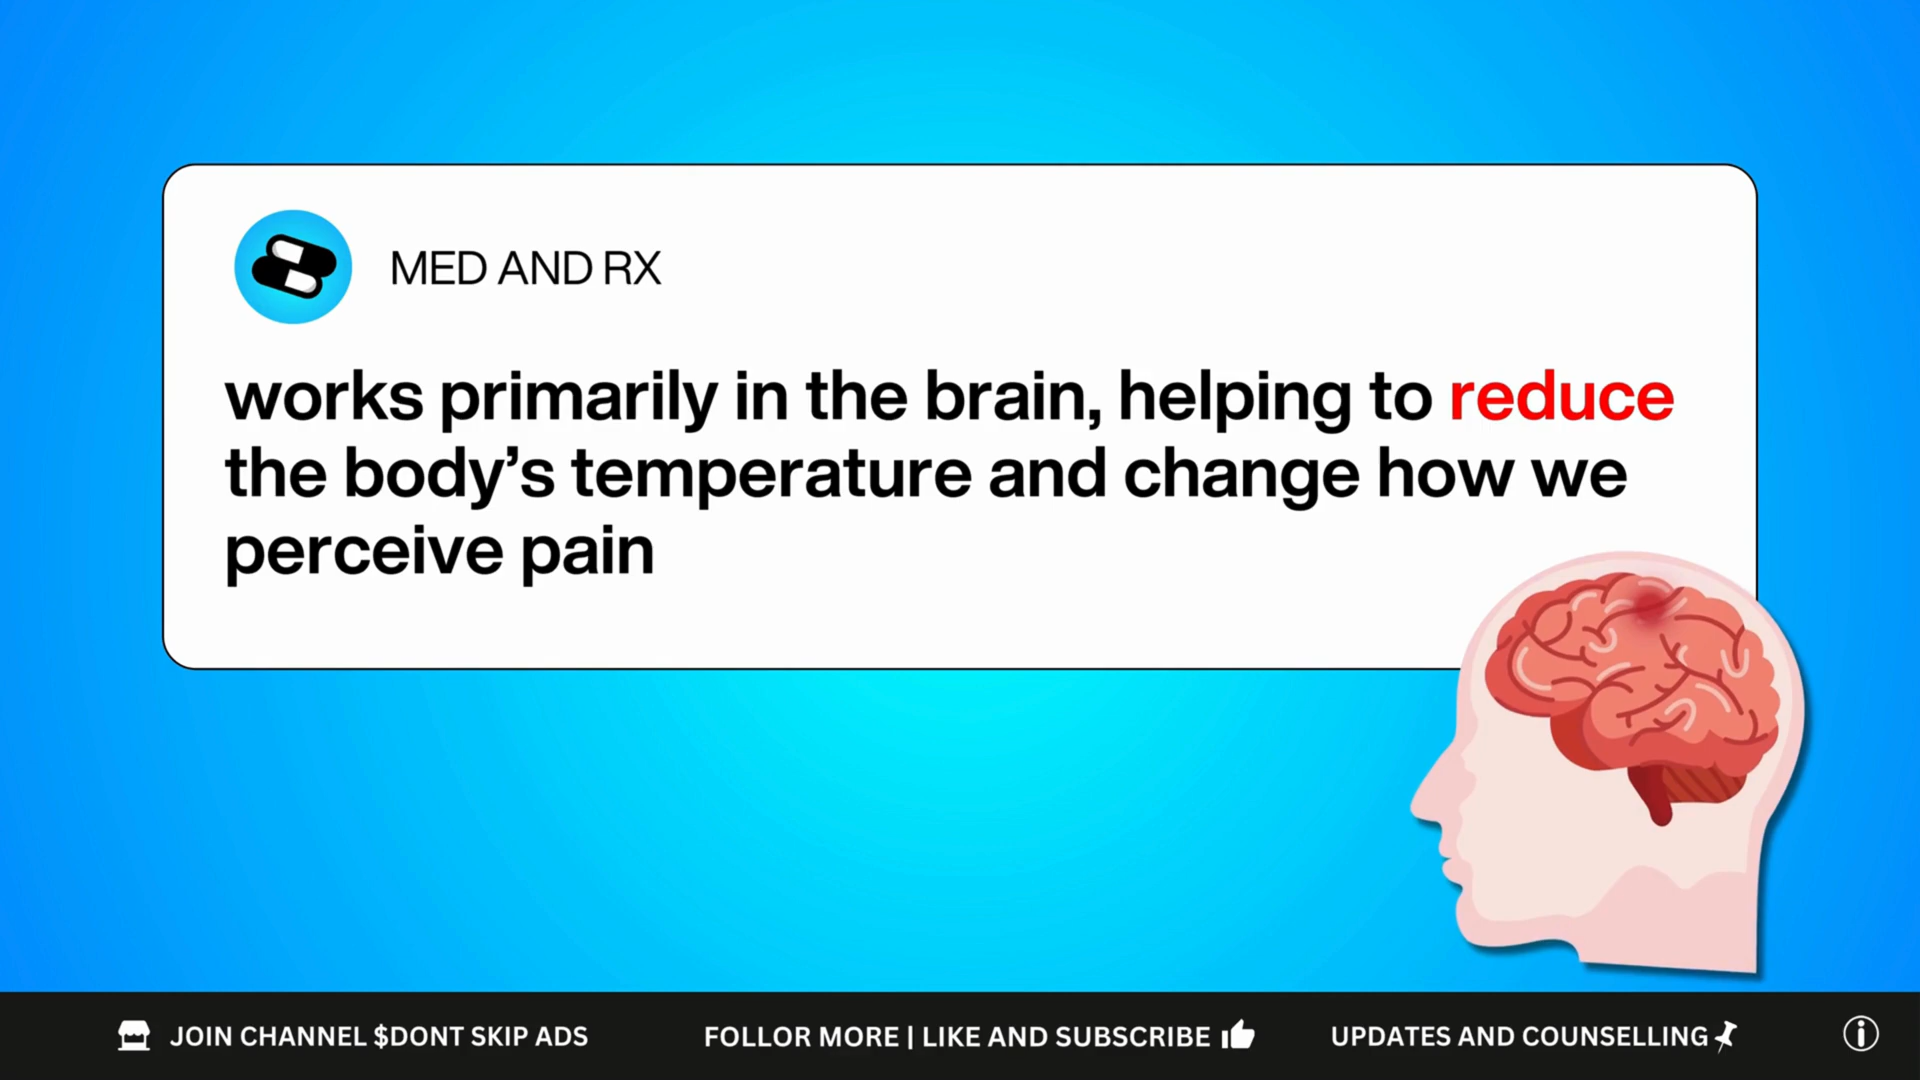 MED AND RX
works primarily in the brain, helping to reduce
the body’s temperature and change how we
perceive pain
JOIN CHANNEL $DONT SKIP ADS
FOLLOR MORE | LIKE AND SUBSCRIBE
UPDATES AND COUNSELLING